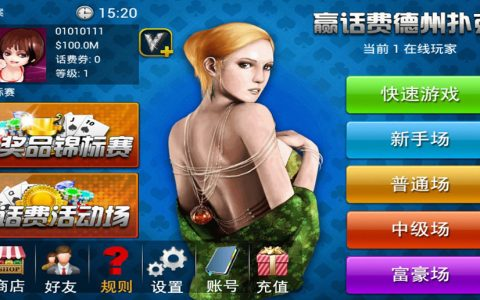 15:20
赢话费德州扑克
01010111
$100.0M
话费券：0
等级：1
当前 1 在线玩家
标赛
奖品锦标赛
话费活动场
快速游戏
新手场
普通场
中级场
富豪场
SHOP
商店
好友
规则
设置
账号
充值